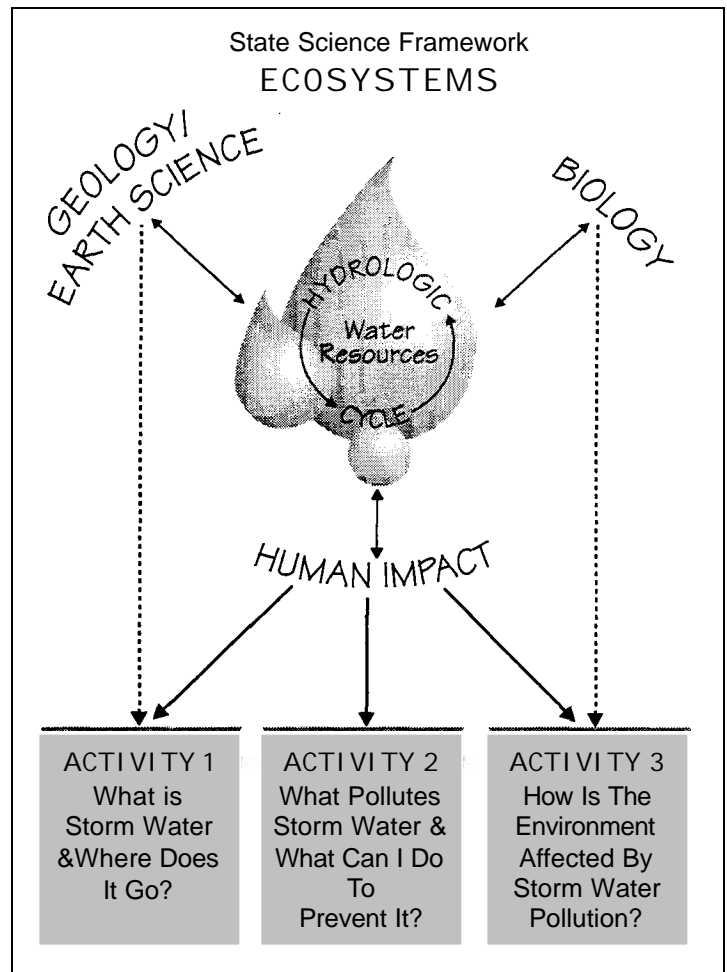 State Science Framework
ECOSYSTEMS
GEOLOGY/
EARTH SCIENCE
BIOLOGY
HYDROLOGIC
Water
Resources
CYCLE
HUMAN IMPACT
ACTIVITY 1
What is
Storm Water
&Where Does
It Go?
ACTIVITY 2
What Pollutes
Storm Water &
What Can I Do
To
Prevent It?
ACTIVITY 3
How Is The
Environment
Affected By
Storm Water
Pollution?